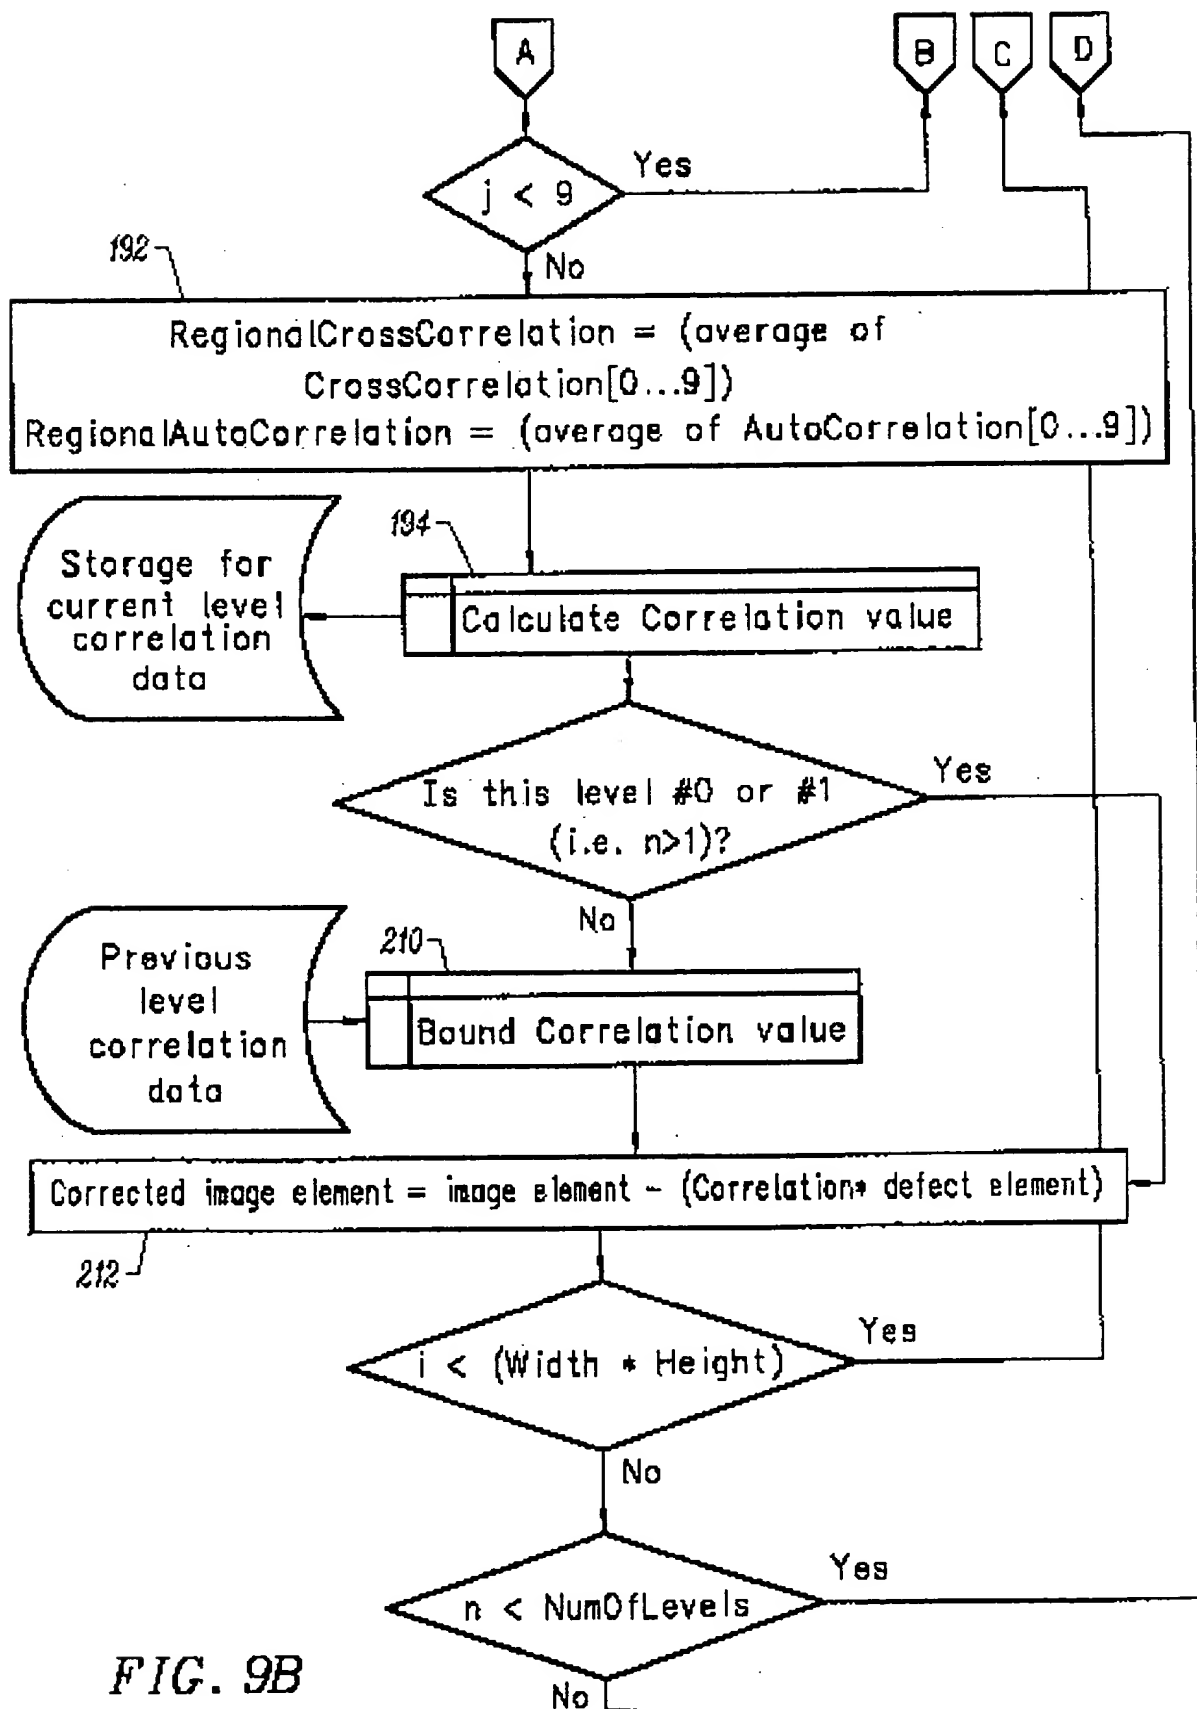 A
B
C
D
j < 9
Yes
No
192
RegionalCrossCorrelation = (average of
CrossCorrelation[0...9])
RegionalAutoCorrelation = (average of AutoCorrelation[0...9])
Storage for
current level
correlation
data
194
Calculate Correlation value
Is this level #0 or #1
(i.e. n>1)?
Yes
No
Previous
level
correlation
data
210
Bound Correlation value
Corrected image element = image element - (Correlation* defect element)
212
i < (Width * Height)
Yes
No
n < NumOfLevels
Yes
No
FIG. 9B